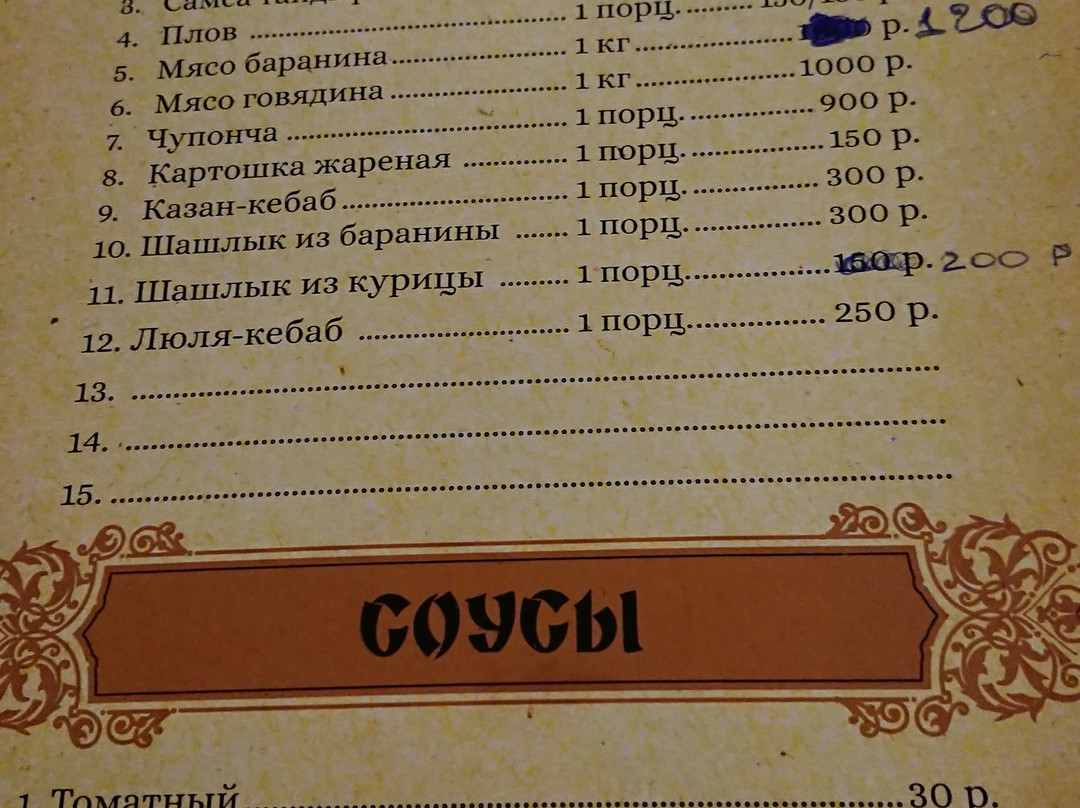 3. Самса
4. Плов ........ 1 порц. ........
5. Мясо баранина ........ 1 кг ........ р. 1200
6. Мясо говядина ........ 1 кг ........ 1000 р.
7. Чупонча ........ 1 порц. ........ 900 р.
8. Картошка жареная ........ 1 порц. ........ 150 р.
9. Казан-кебаб ........ 1 порц. ........ 300 р.
10. Шашлык из баранины ....... 1 порц. ........ 300 р.
11. Шашлык из курицы ......... 1 порц. ........ 150 р. 200 р
12. Люля-кебаб ........ 1 порц. ........ 250 р.
13. ........
14. ........
15. ........
СОУСЫ
1. Томатный ........ 30 р.